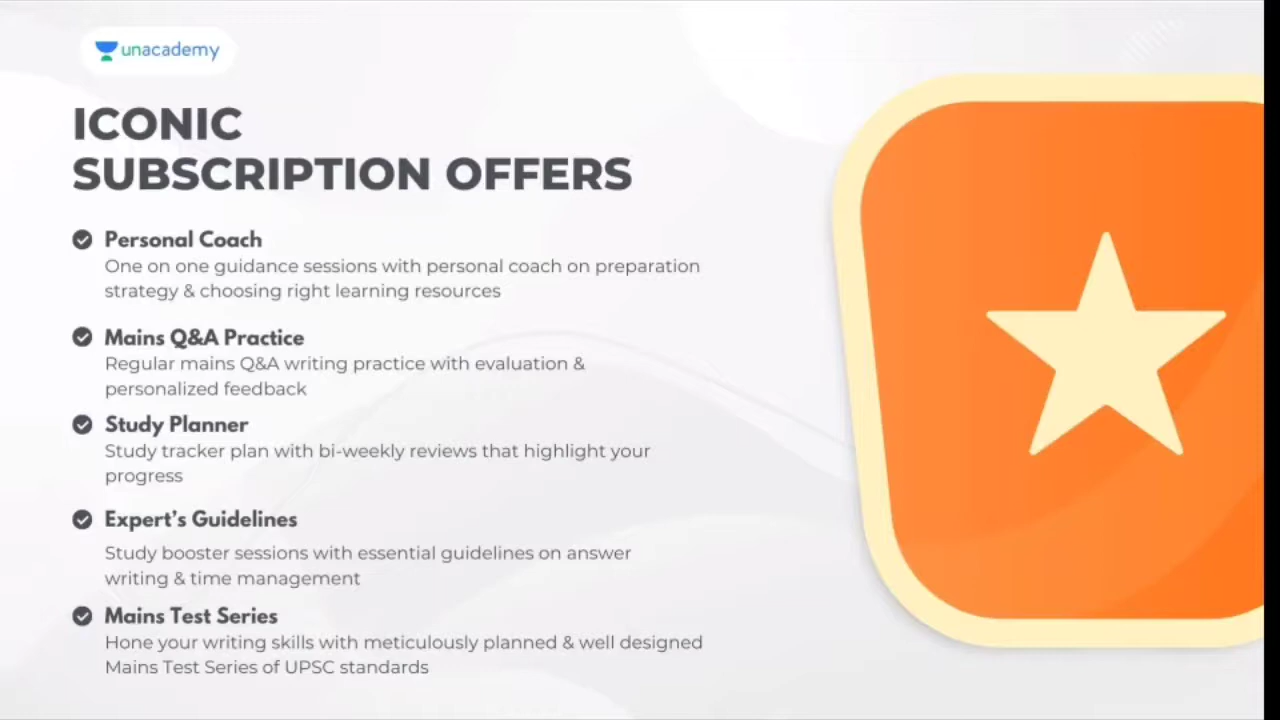 unacademy
ICONIC
SUBSCRIPTION OFFERS
Personal Coach
One on one guidance sessions with personal coach on preparation
strategy & choosing right learning resources
Mains Q&A Practice
Regular mains Q&A writing practice with evaluation &
personalized feedback
Study Planner
Study tracker plan with bi-weekly reviews that highlight your
progress
Expert's Guidelines
Study booster sessions with essential guidelines on answer
writing & time management
Mains Test Series
Hone your writing skills with meticulously planned & well designed
Mains Test Series of UPSC standards